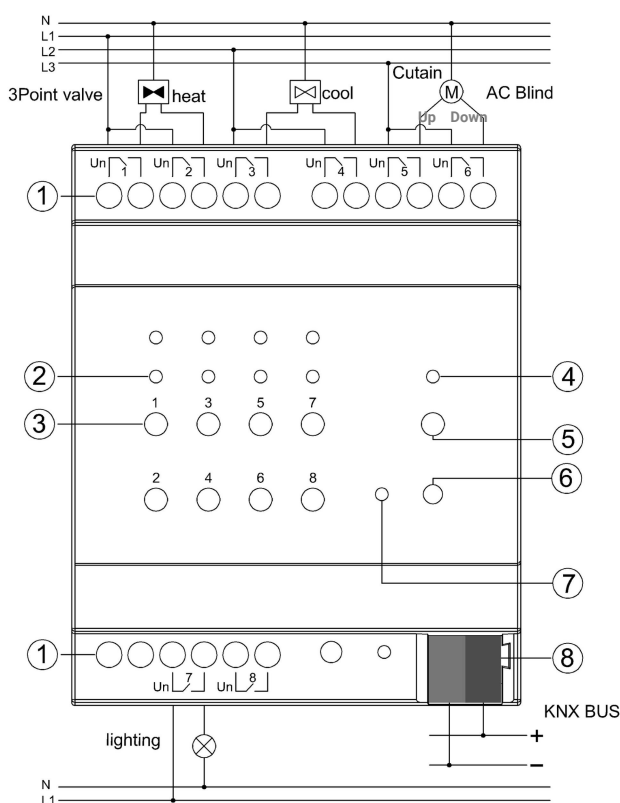 N
L1
L2
L3
Cutain
3Point valve
heat
cool
M
AC Blind
Up Down
Un 1 Un 2 Un 3 Un 4 Un 5 Un 6
1
2
4
1 3 5 7
3
5
2 4 6 8
6
7
1
8
Un 7 Un 8
KNX BUS
lighting
+
−
N
L1